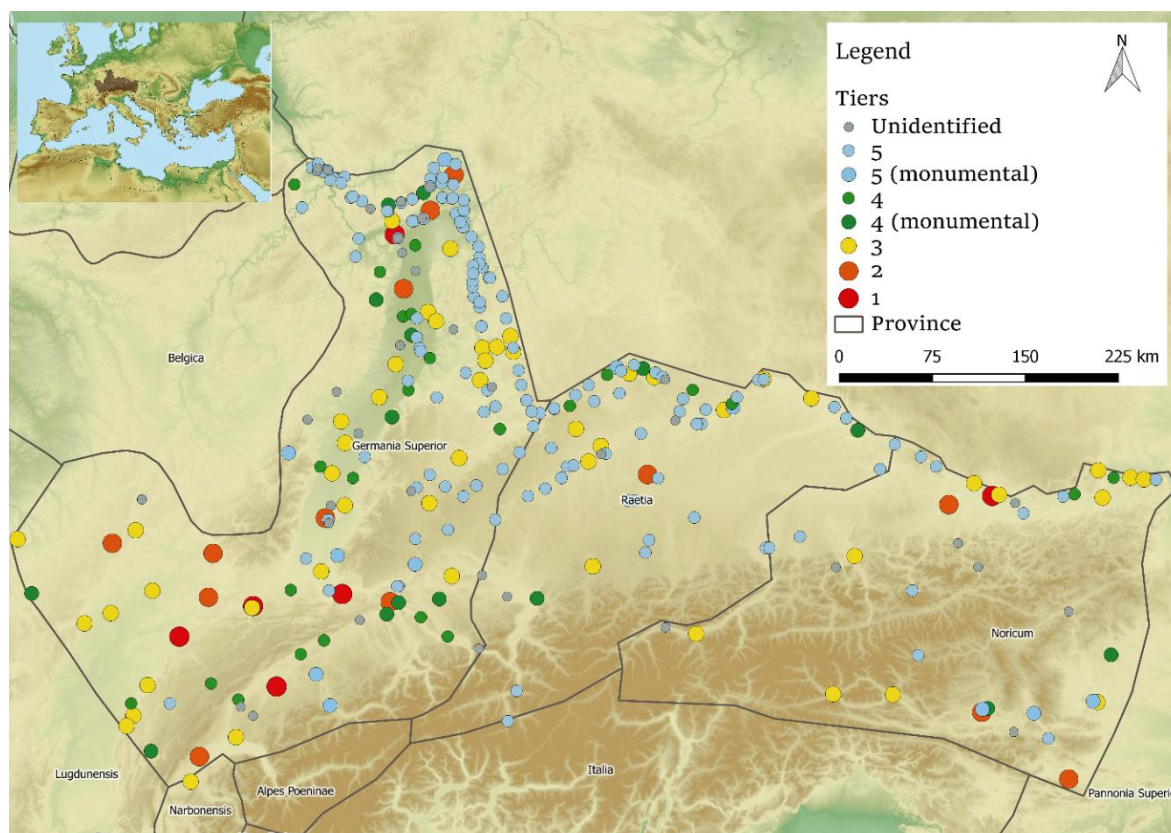 Legend
N
Tiers
Unidentified
5
5 (monumental)
4
4 (monumental)
3
2
1
Province
0 75 150 225 km
Belgica
Germania Superior
Raetia
Noricum
Lugdunensis
Italia
Alpes Poeninae
Narbonensis
Pannonia Superi